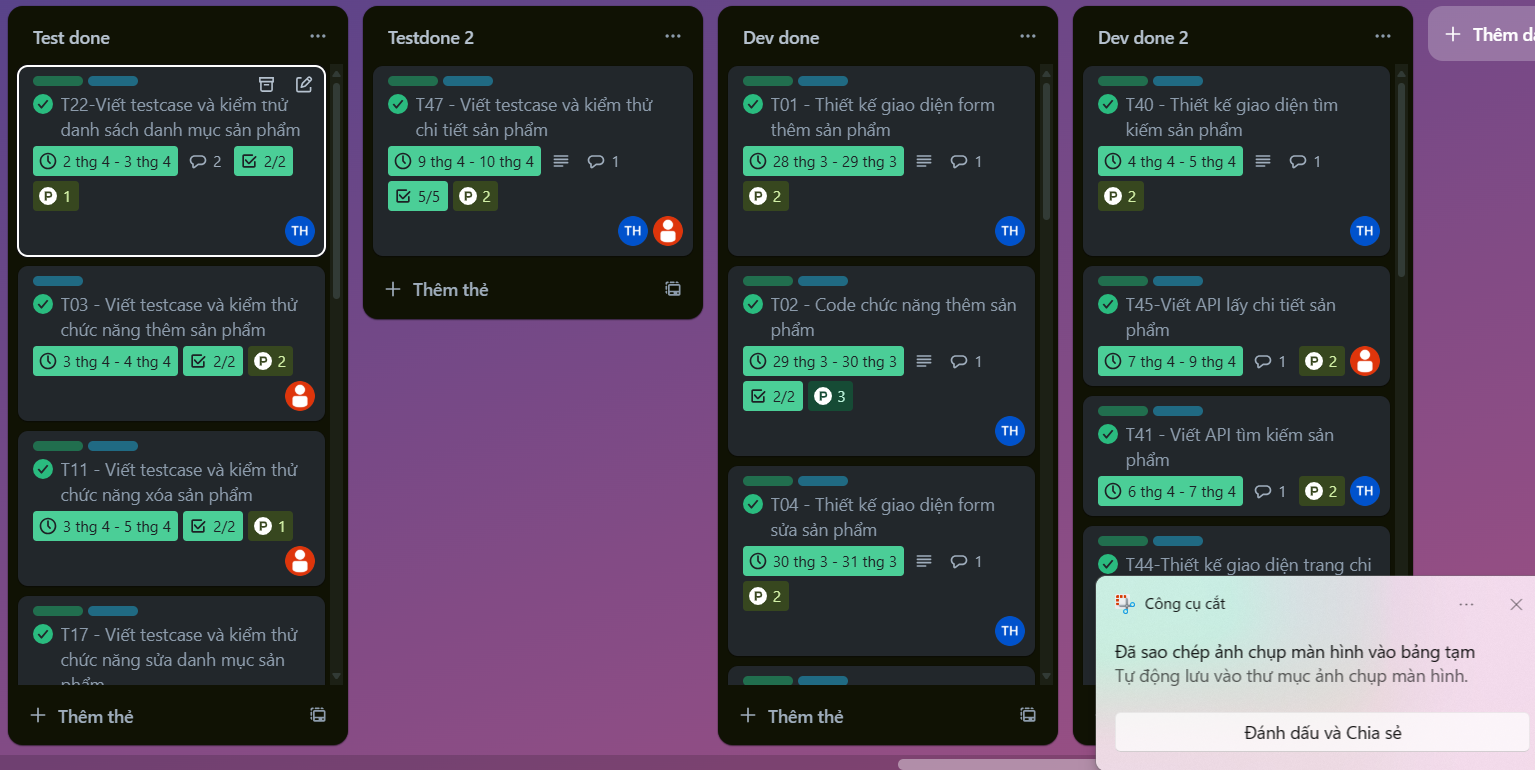 Test done
T22-Viết testcase và kiểm thử
danh sách danh mục sản phẩm
2 thg 4 - 3 thg 4
2
2/2
P 1
TH
T03 - Viết testcase và kiểm thử
chức năng thêm sản phẩm
3 thg 4 - 4 thg 4
2/2
P 2
T11 - Viết testcase và kiểm thử
chức năng xóa sản phẩm
3 thg 4 - 5 thg 4
2/2
P 1
T17 - Viết testcase và kiểm thử
chức năng sửa danh mục sản
phẩm
Thêm thẻ
Testdone 2
T47 - Viết testcase và kiểm thử
chi tiết sản phẩm
9 thg 4 - 10 thg 4
1
5/5
P 2
TH
Thêm thẻ
Dev done
T01 - Thiết kế giao diện form
thêm sản phẩm
28 thg 3 - 29 thg 3
1
P 2
TH
T02 - Code chức năng thêm sản
phẩm
29 thg 3 - 30 thg 3
1
2/2
P 3
TH
T04 - Thiết kế giao diện form
sửa sản phẩm
30 thg 3 - 31 thg 3
1
P 2
TH
Thêm thẻ
Dev done 2
T40 - Thiết kế giao diện tìm
kiếm sản phẩm
4 thg 4 - 5 thg 4
1
P 2
TH
T45-Viết API lấy chi tiết sản
phẩm
7 thg 4 - 9 thg 4
1
P 2
T41 - Viết API tìm kiếm sản
phẩm
6 thg 4 - 7 thg 4
1
P 2
TH
T44-Thiết kế giao diện trang chi
Thêm
Công cụ cắt
Đã sao chép ảnh chụp màn hình vào bảng tạm
Tự động lưu vào thư mục ảnh chụp màn hình.
Đánh dấu và Chia sẻ